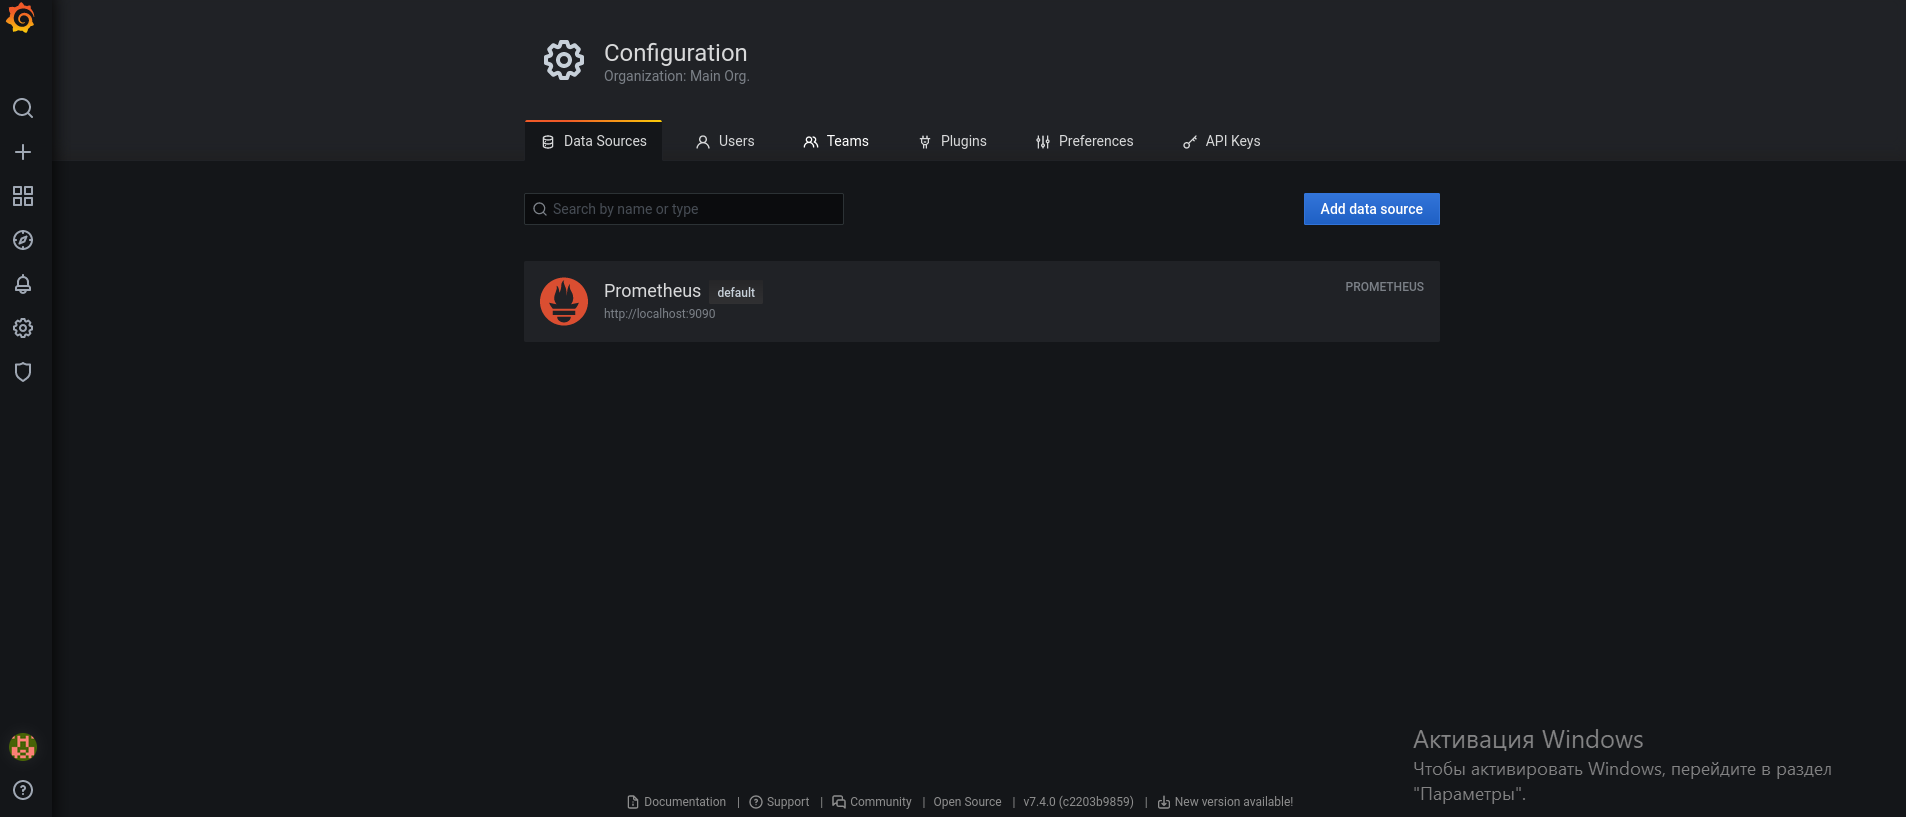 Configuration
Organization: Main Org.
Data Sources Users Teams Plugins Preferences API Keys
Search by name or type
Add data source
Prometheus default PROMETHEUS
http://localhost:9090
Активация Windows
Чтобы активировать Windows, перейдите в раздел
"Параметры".
Documentation | Support | Community | Open Source | v7.4.0 (c2203b9859) | New version available!